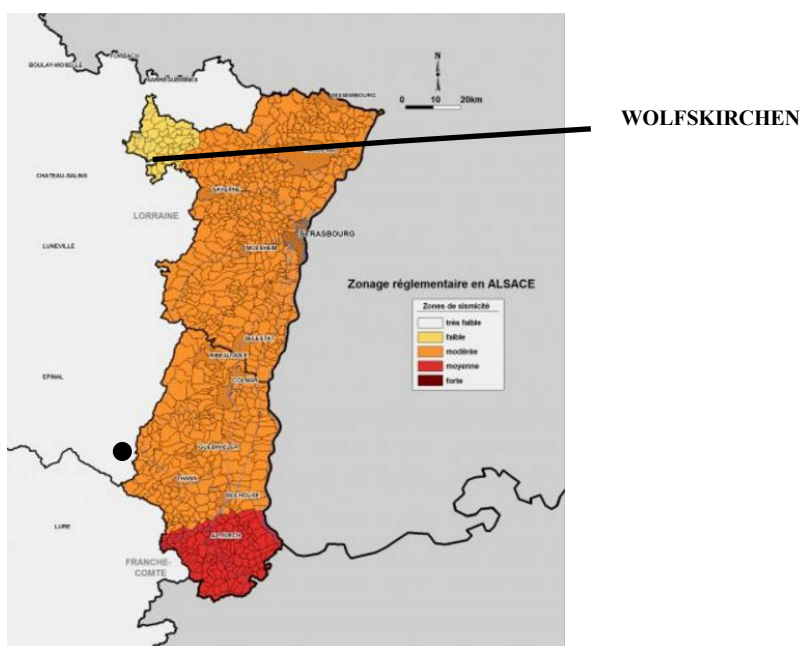 FORBACH
BOULAY-MOSELLE
SARREGUEMINES
WISSEMBOURG
N
0 10 20km
WOLFSKIRCHEN
CHATEAU-SALINS
SAVERNE
LORRAINE
STRASBOURG
LUNEVILLE
MOLSHEIM
Zonage réglementaire en ALSACE
Zones de sismicité
très faible
faible
modérée
moyenne
forte
SELESTAT
RIBEAUVILLE
EPINAL
COLMAR
GUEBWILLER
THANN
MULHOUSE
LURE
ALTKIRCH
FRANCHE-
COMTE